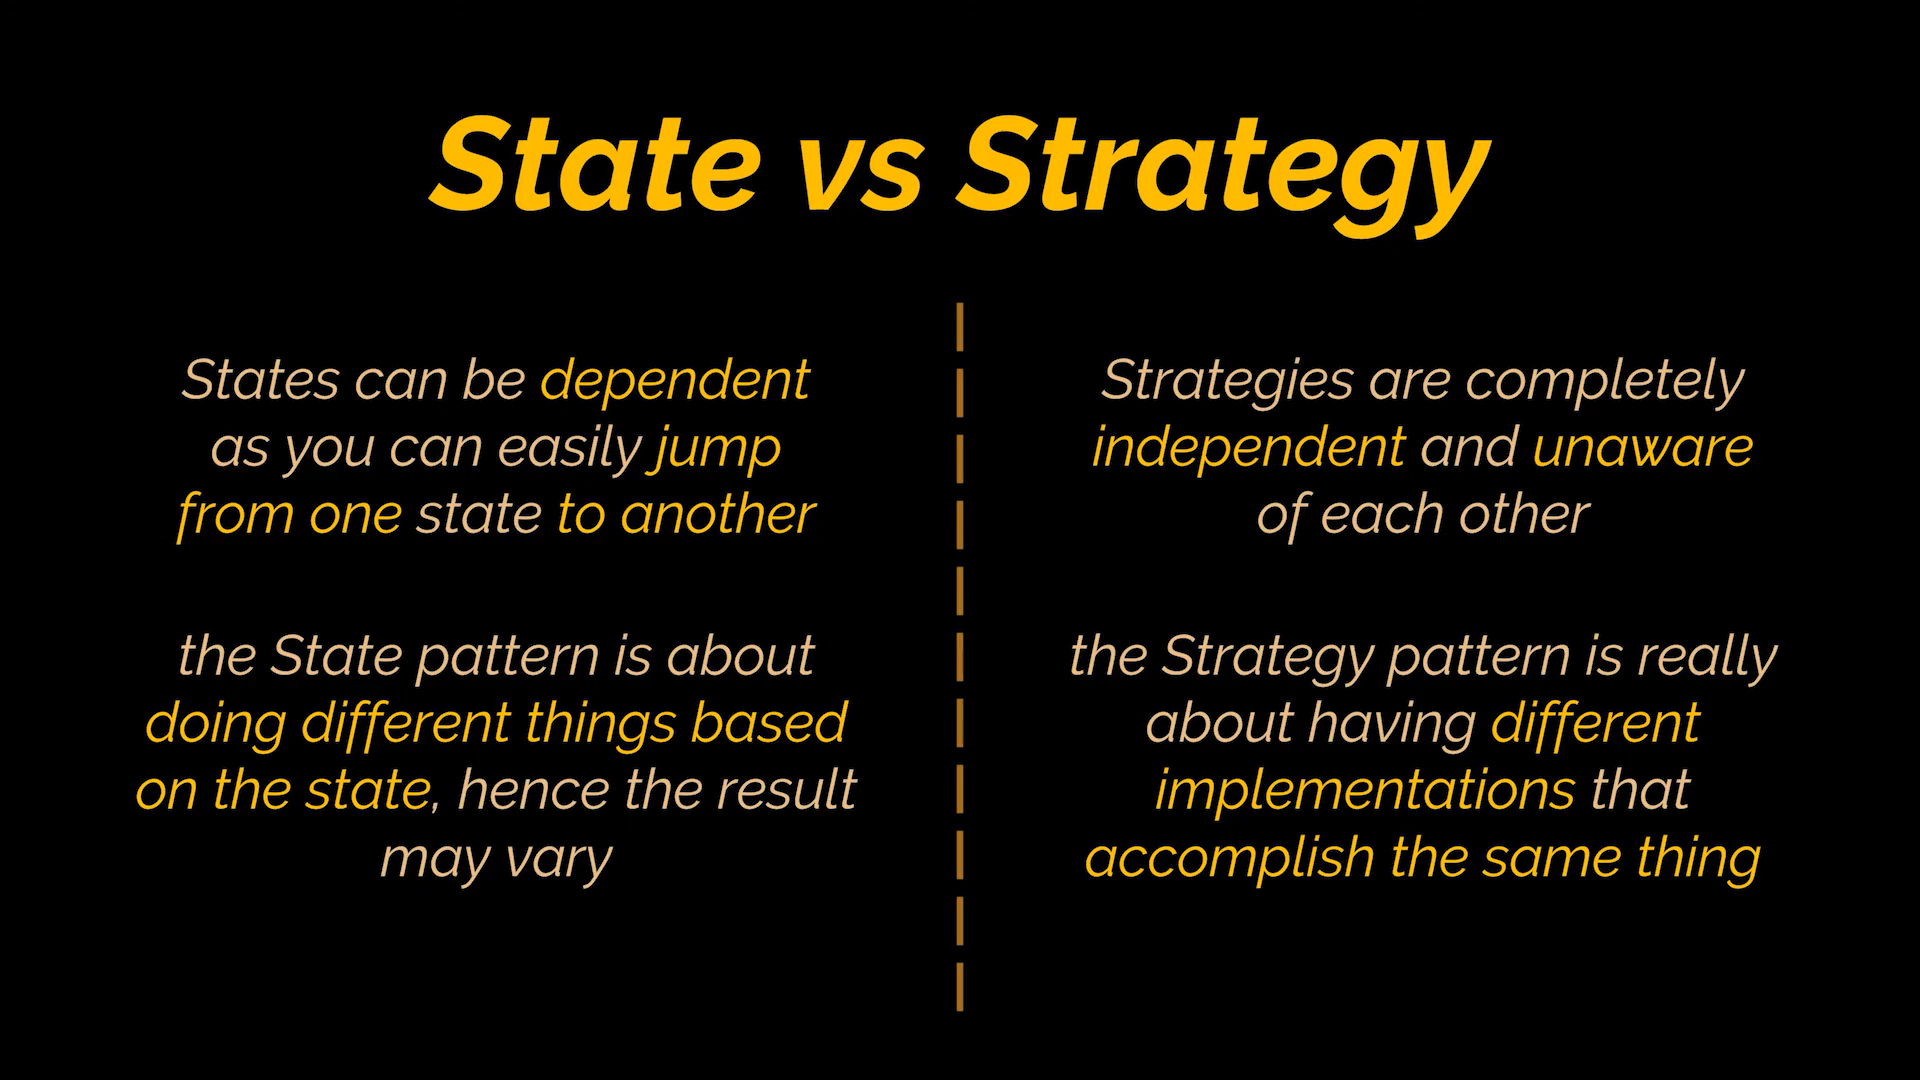 State vs Strategy
States can be dependent
as you can easily jump
from one state to another
the State pattern is about
doing different things based
on the state, hence the result
may vary
Strategies are completely
independent and unaware
of each other
the Strategy pattern is really
about having different
implementations that
accomplish the same thing